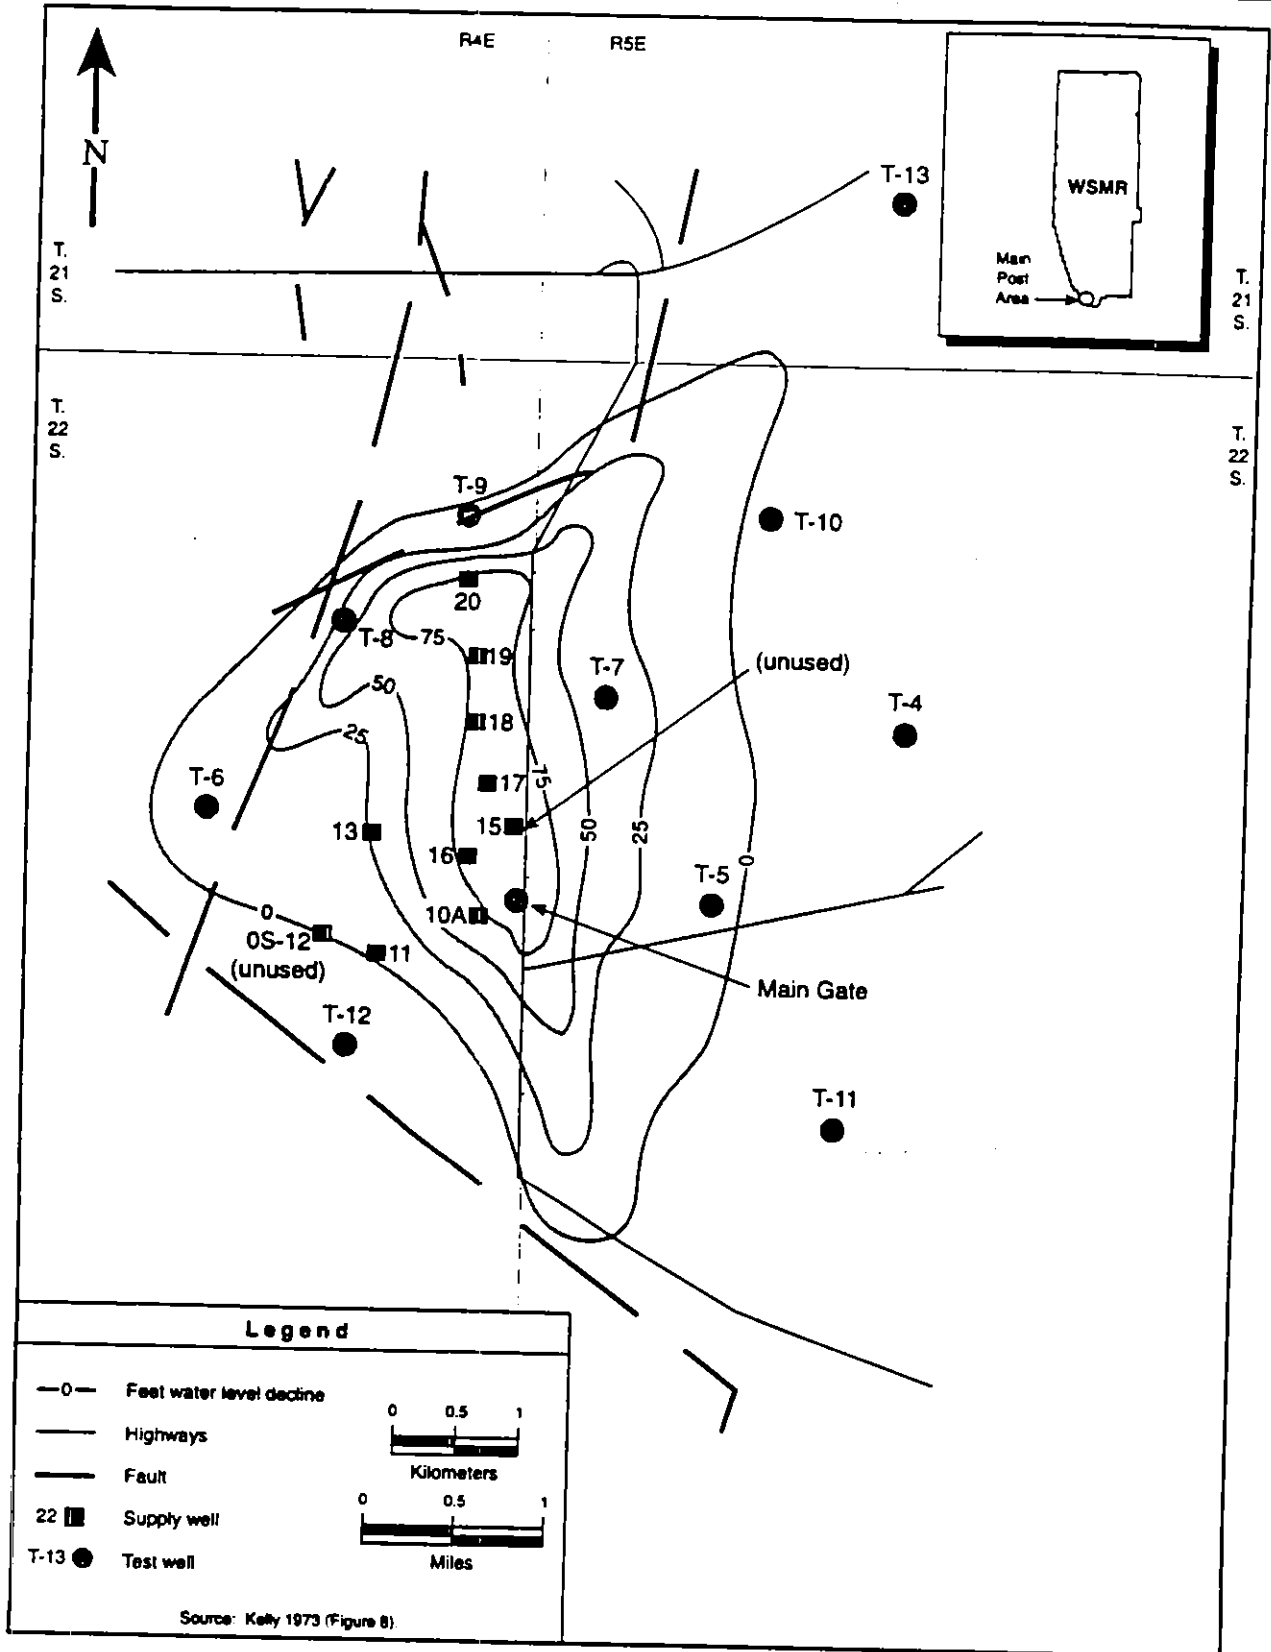 R4E R5E
N
T-13
WSMR
Main
Post
Area
T.
21
S.
T.
21
S.
T.
22
S.
T.
22
S.
T-9
T-10
20
T-8
75
19
(unused)
T-7
50
18
T-4
25
75
17
T-6
15
13
50
25
16
0
T-5
10A
0
OS-12
11
(unused)
Main Gate
T-12
T-11
Legend
0 Feet water level decline
Highways
Fault
22 Supply well
T-13 Test well
0 0.5 1
Kilometers
0 0.5 1
Miles
Source: Kelly 1973 (Figure 8).